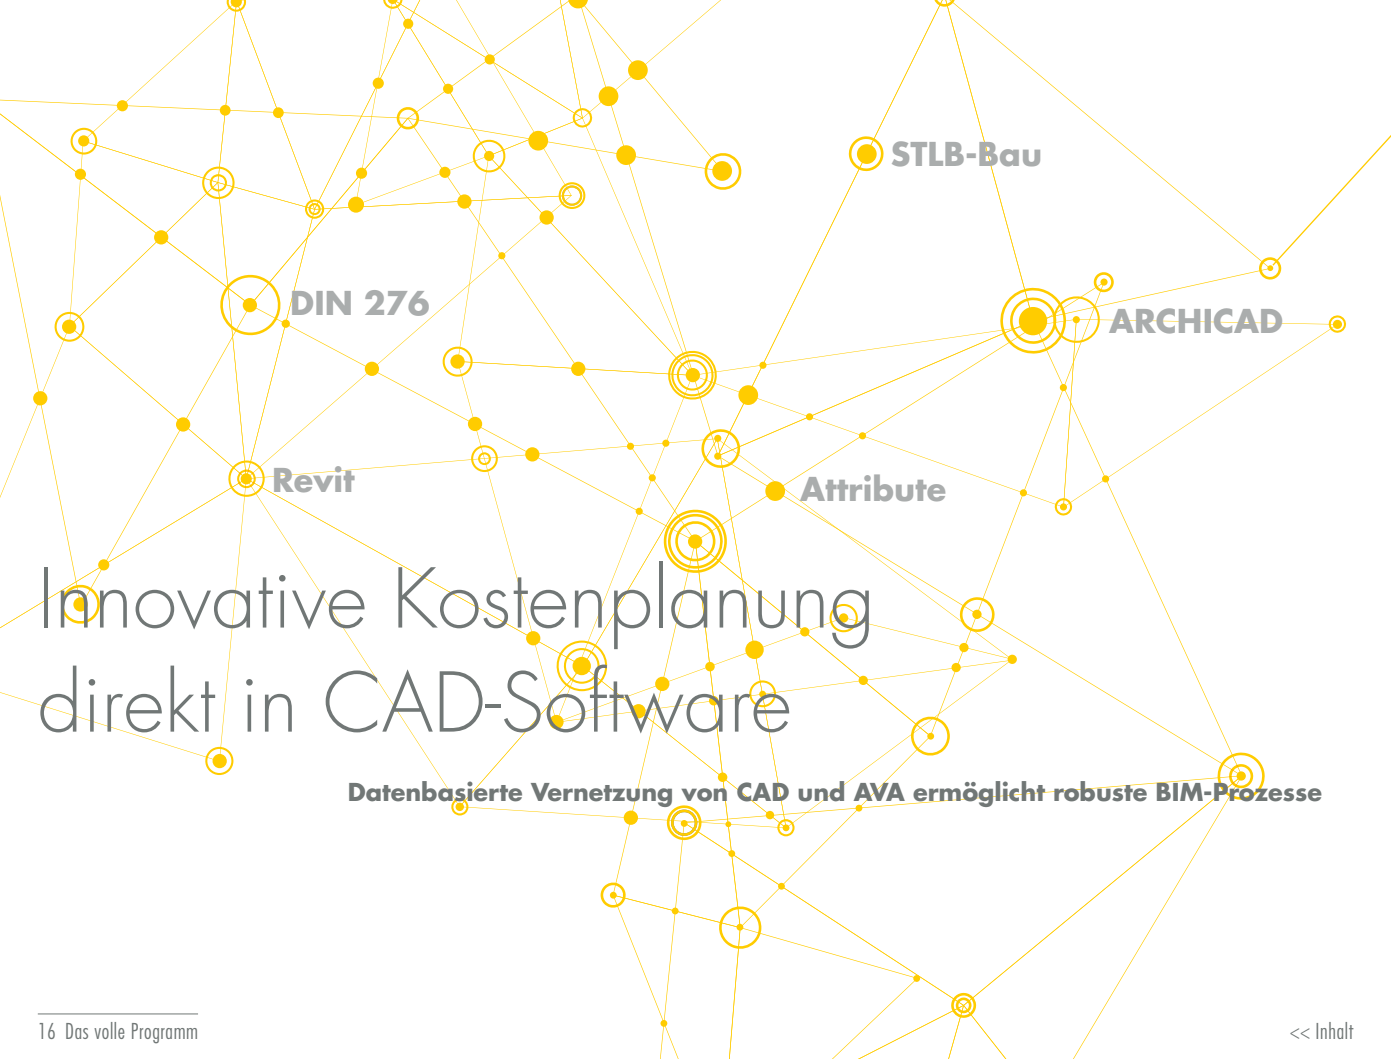 STLB-Bau
DIN 276
ARCHICAD
Revit
Attribute
Innovative Kostenplanung
direkt in CAD-Software
Datenbasierte Vernetzung von CAD und AVA ermöglicht robuste BIM-Prozesse
16 Das volle Programm
<< Inhalt